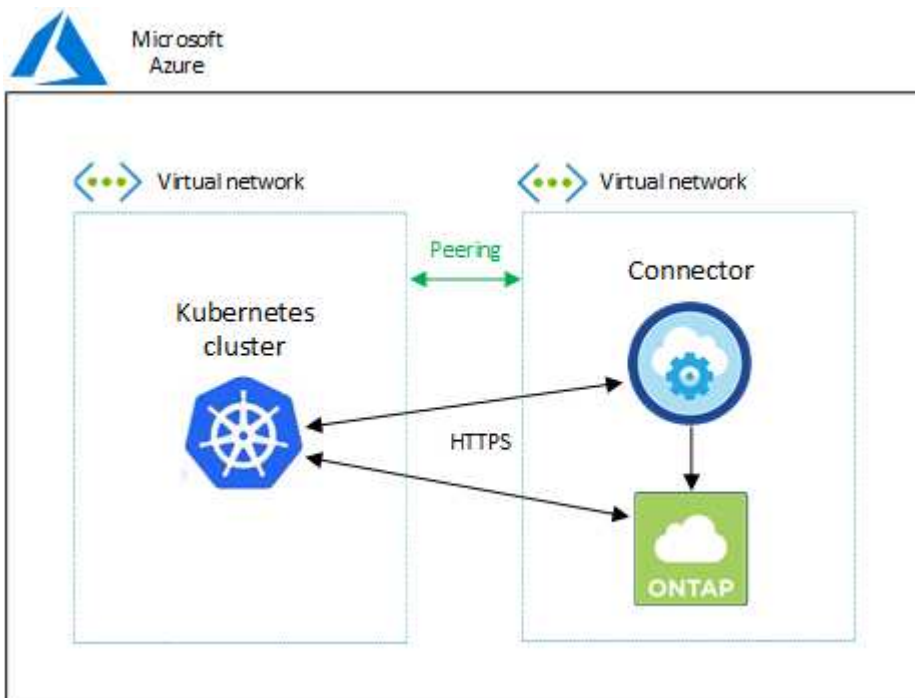 Microsoft
Azure
Virtual network
Virtual network
Peering
Connector
Kubernetes
cluster
HTTPS
ONTAP